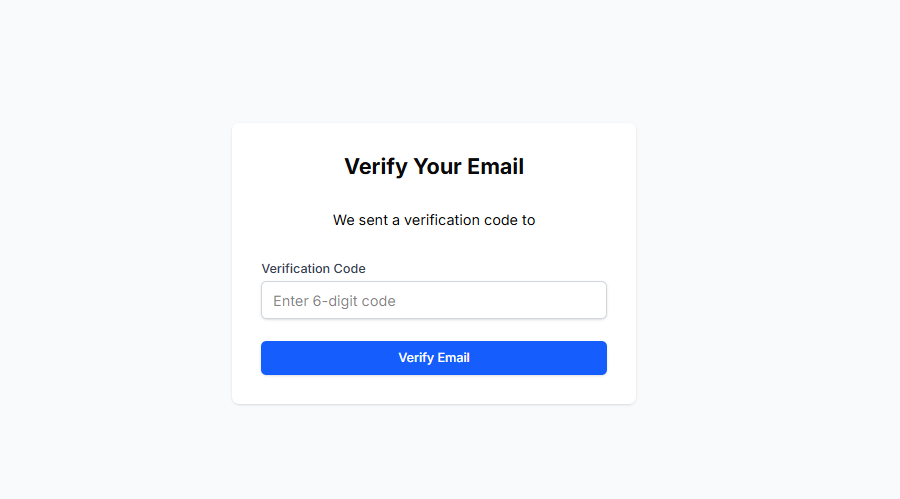 Verify Your Email
We sent a verification code to
Verification Code
Enter 6-digit code
Verify Email